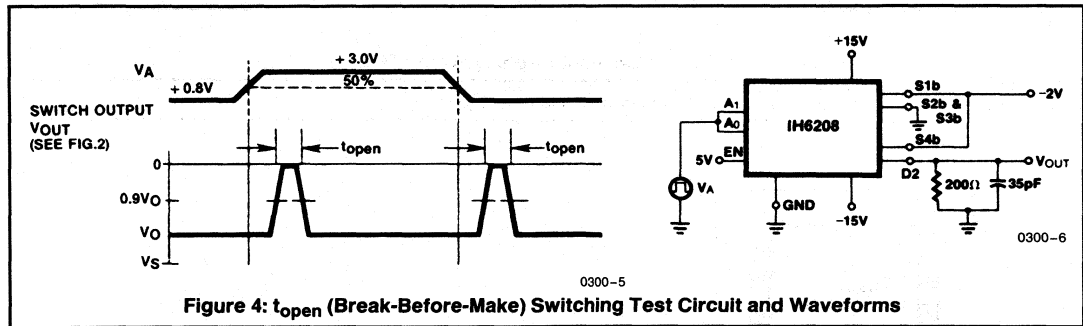 VA
+ 0.8V
+ 3.0V
50%
SWITCH OUTPUT
VOUT
(SEE FIG.2)
topen
topen
0
0.9VO
VO
VS
0300-5
+15V
A1
A0
IH6208
EN
5V
VA
GND
-15V
S1b
S2b &
S3b
S4b
D2
-2V
VOUT
200Ω
35pF
0300-6
Figure 4: topen (Break-Before-Make) Switching Test Circuit and Waveforms